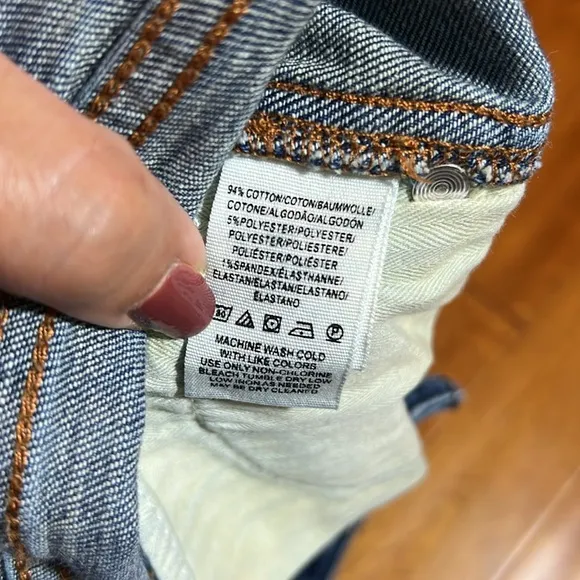 94% COTTON/COTON/BAUMWOLLE/
COTONE/ALGODÃO/ALGODÓN
5%POLYESTER/POLYESTER/
POLYESTER/POLIESTERE/
POLIÉSTER/POLIÉSTER
1%SPANDEX/ÉLASTHANNE/
ELASTAN/ELASTAN/ELASTANO/
ELASTANO
P
MACHINE WASH COLD
WITH LIKE COLORS
USE ONLY NON-CHLORINE
BLEACH TUMBLE DRY LOW
LOW INON AS NEEDED
MAY BE DRY CLEANED